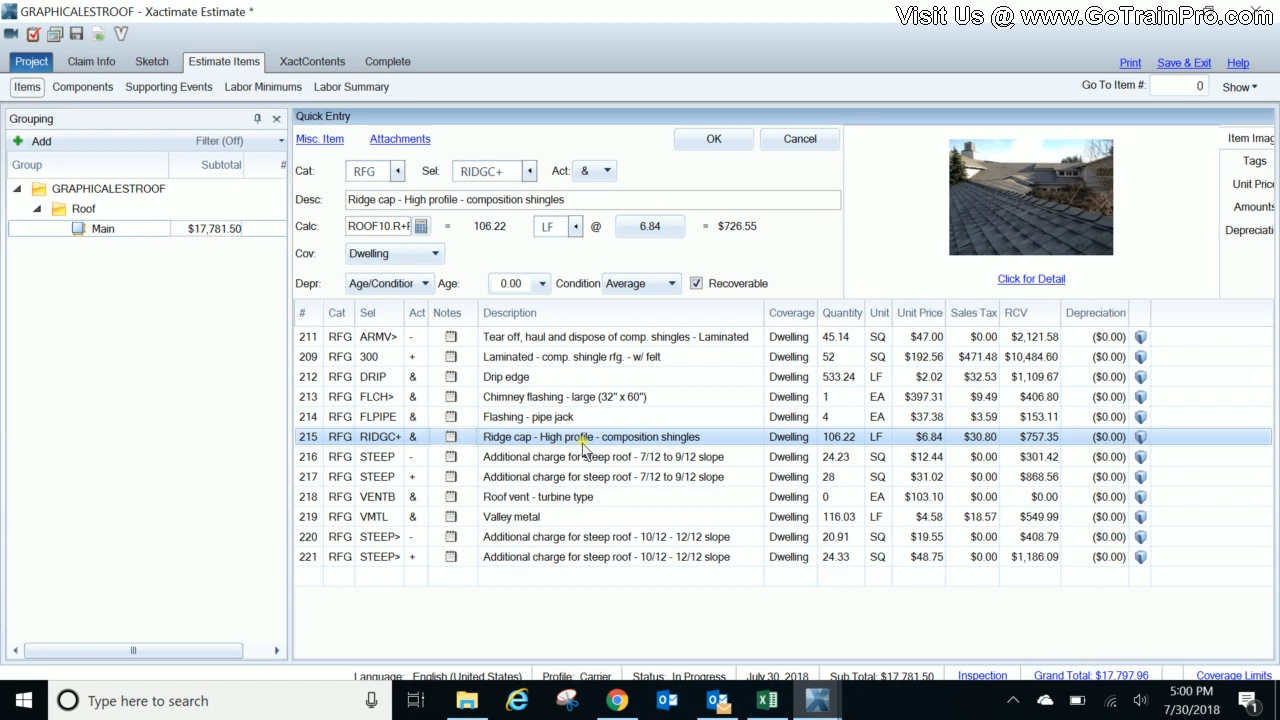 GRAPHICALESTROOF - Xactimate Estimate *
Visit Us @ www.GoTrainPro.com
Project Claim Info Sketch Estimate Items XactContents Complete
Print Save & Exit Help
Items Components Supporting Events Labor Minimums Labor Summary
Go To Item #: 0 Show
Grouping
Add Filter (Off)
Group Subtotal #
GRAPHICALESTROOF
Roof
Main $17,781.50
Quick Entry
Misc. Item Attachments OK Cancel
Cat: RFG Sel: RIDGC+ Act: &
Desc: Ridge cap - High profile - composition shingles
Calc: ROOF10.R+ = 106.22 LF @ 6.84 = $726.55
Cov: Dwelling
Depr: Age/Condition Age: 0.00 Condition Average Recoverable
Click for Detail
Item Imag
Tags
Unit Price
Amounts
Depreciati
# Cat Sel Act Notes Description Coverage Quantity Unit Unit Price Sales Tax RCV Depreciation
211 RFG ARMV> - Tear off, haul and dispose of comp. shingles - Laminated Dwelling 45.14 SQ $47.00 $0.00 $2,121.58 ($0.00)
209 RFG 300 + Laminated - comp. shingle rfg. - w/ felt Dwelling 52 SQ $192.56 $471.48 $10,484.60 ($0.00)
212 RFG DRIP & Drip edge Dwelling 533.24 LF $2.02 $32.53 $1,109.67 ($0.00)
213 RFG FLCH> & Chimney flashing - large (32" x 60") Dwelling 1 EA $397.31 $9.49 $406.80 ($0.00)
214 RFG FLPIPE & Flashing - pipe jack Dwelling 4 EA $37.38 $3.59 $153.11 ($0.00)
215 RFG RIDGC+ & Ridge cap - High profile - composition shingles Dwelling 106.22 LF $6.84 $30.80 $757.35 ($0.00)
216 RFG STEEP - Additional charge for steep roof - 7/12 to 9/12 slope Dwelling 24.23 SQ $12.44 $0.00 $301.42 ($0.00)
217 RFG STEEP + Additional charge for steep roof - 7/12 to 9/12 slope Dwelling 28 SQ $31.02 $0.00 $868.56 ($0.00)
218 RFG VENTB & Roof vent - turbine type Dwelling 0 EA $103.10 $0.00 $0.00 ($0.00)
219 RFG VMTL & Valley metal Dwelling 116.03 LF $4.58 $18.57 $549.99 ($0.00)
220 RFG STEEP> - Additional charge for steep roof - 10/12 - 12/12 slope Dwelling 20.91 SQ $19.55 $0.00 $408.79 ($0.00)
221 RFG STEEP> + Additional charge for steep roof - 10/12 - 12/12 slope Dwelling 24.33 SQ $48.75 $0.00 $1,186.09 ($0.00)
Language: English (United States) Profile: Carrier Status: In Progress July 30, 2018 Sub Total: $17,781.50 Inspection Grand Total: $17,797.96 Coverage Limits
Type here to search
5:00 PM
7/30/2018
1